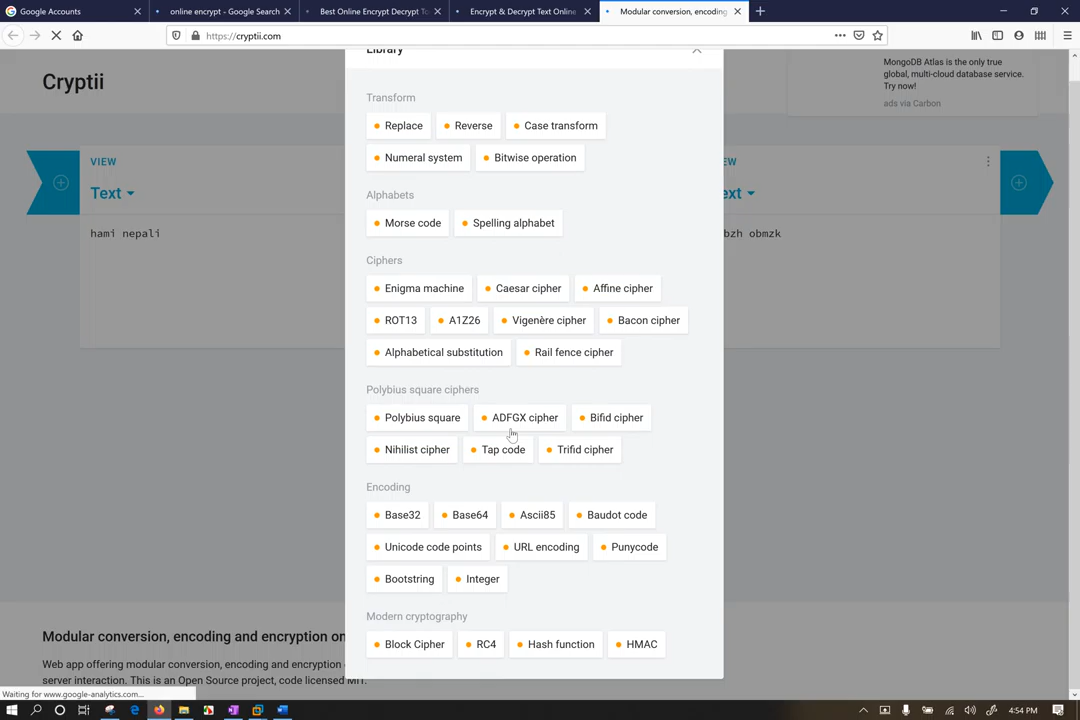 Google Accounts
online encrypt - Google Search
Best Online Encrypt Decrypt To
Encrypt & Decrypt Text Online
Modular conversion, encoding
https://cryptii.com
Cryptii
MongoDB Atlas is the only true
global, multi-cloud database service.
Try now!
ads via Carbon
Library
Transform
Replace
Reverse
Case transform
Numeral system
Bitwise operation
VIEW
Text
hami nepali
Alphabets
Morse code
Spelling alphabet
Ciphers
Enigma machine
Caesar cipher
Affine cipher
ROT13
A1Z26
Vigenère cipher
Bacon cipher
Alphabetical substitution
Rail fence cipher
Polybius square ciphers
Polybius square
ADFGX cipher
Bifid cipher
Nihilist cipher
Tap code
Trifid cipher
Encoding
Base32
Base64
Ascii85
Baudot code
Unicode code points
URL encoding
Punycode
Bootstring
Integer
Modern cryptography
Block Cipher
RC4
Hash function
HMAC
obmzk
Modular conversion, encoding and encryption on
Web app offering modular conversion, encoding and encryption
server interaction. This is an Open Source project, code licensed MIT.
Waiting for www.google-analytics.com...
4:54 PM